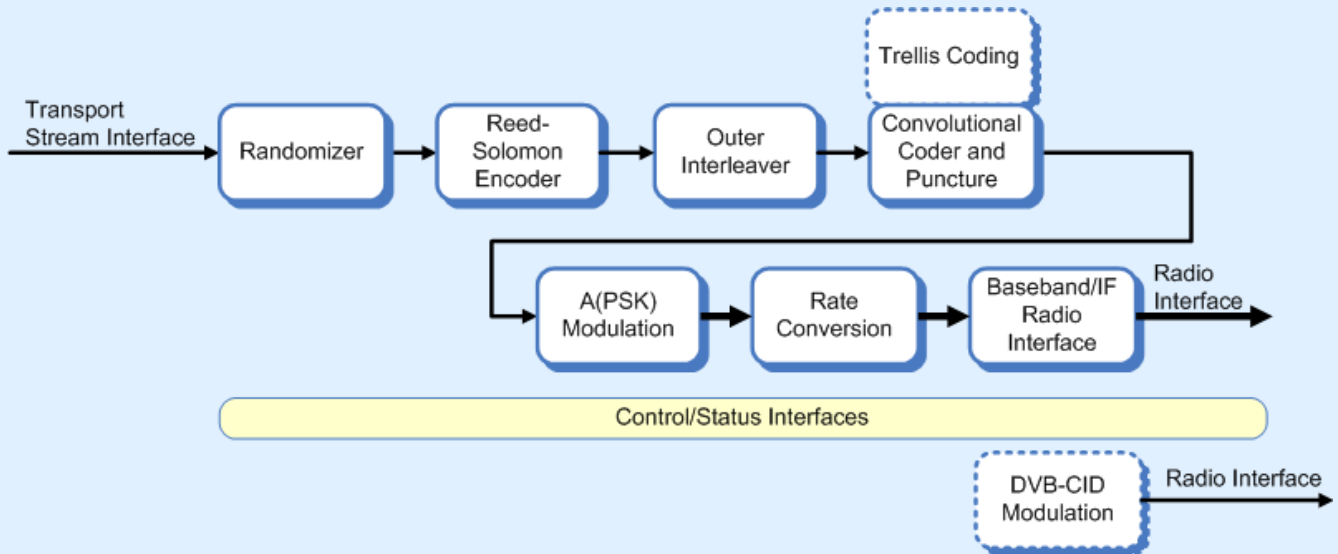 Trellis Coding
Transport
Stream Interface
Randomizer
Reed-
Solomon
Encoder
Outer
Interleaver
Convolutional
Coder and
Puncture
A(PSK)
Modulation
Rate
Conversion
Baseband/IF
Radio
Interface
Radio
Interface
Control/Status Interfaces
DVB-CID
Modulation
Radio Interface